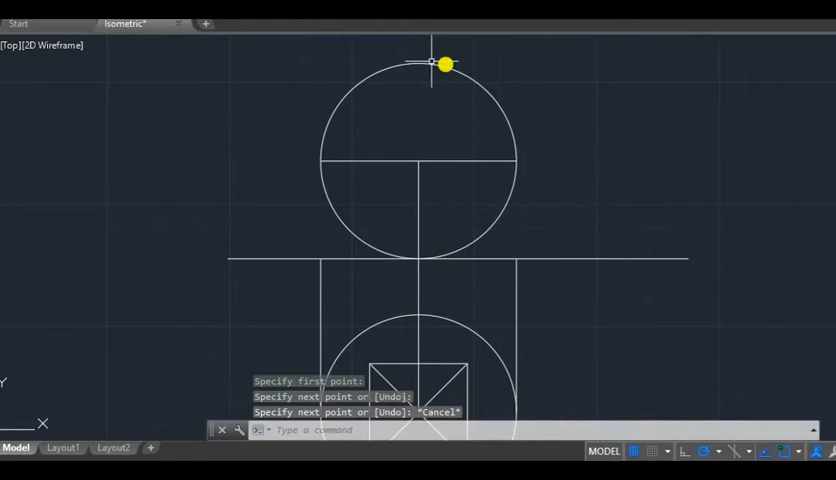 Start
Isometric*
+
[Top][2D Wireframe]
Specify first point:
Specify next point or [Undo]:
Specify next point or [Undo]: *Cancel*
Type a command
Y
X
Model
Layout1
Layout2
+
MODEL